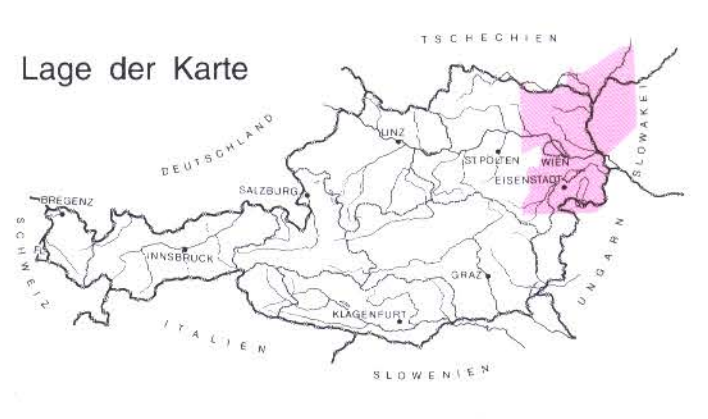 Lage der Karte
TSCHECHIEN
DEUTSCHLAND
SLOWAKEI
LINZ
ST.PÖLTEN
WIEN
EISENSTADT
SALZBURG
BREGENZ
INNSBRUCK
SCHWEIZ
UNGARN
GRAZ
KLAGENFURT
ITALIEN
SLOWENIEN